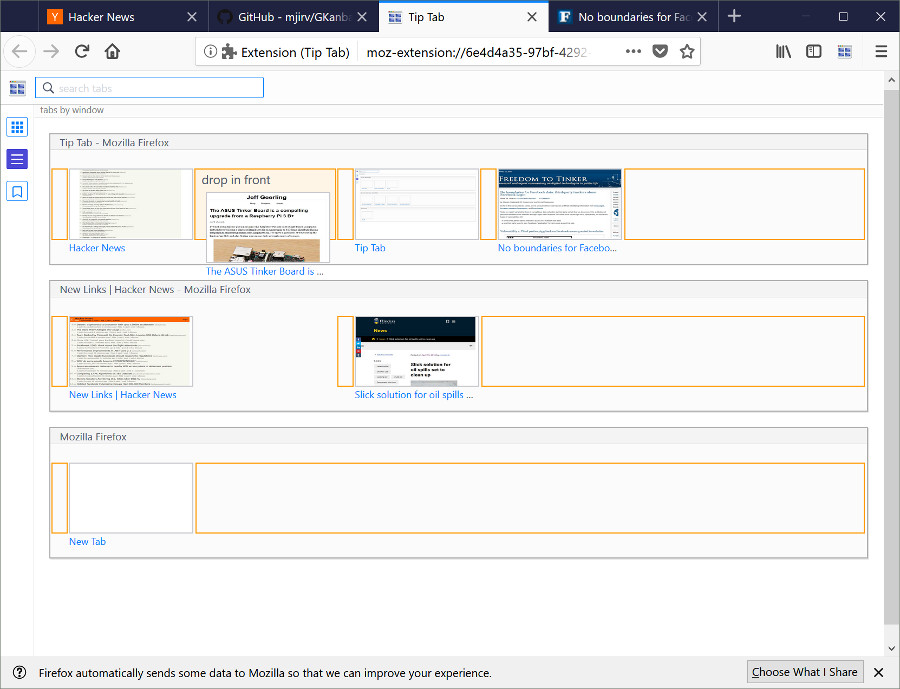 Hacker News
GitHub - mjirv/GKanba
Tip Tab
No boundaries for Fac
Extension (Tip Tab)
moz-extension://6e4d4a35-97bf-4292-
search tabs
tabs by window
Tip Tab - Mozilla Firefox
drop in front
Jeff Geerling
The ASUS Tinker Board is a compelling
upgrade from a Raspberry Pi 3 B+
FREEDOM TO TINKER
Hacker News
The ASUS Tinker Board is ...
Tip Tab
No boundaries for Facebo...
New Links | Hacker News - Mozilla Firefox
News
Slick solution for
oil spills set to
clean up
New Links | Hacker News
Slick solution for oil spills ...
Mozilla Firefox
New Tab
Firefox automatically sends some data to Mozilla so that we can improve your experience.
Choose What I Share